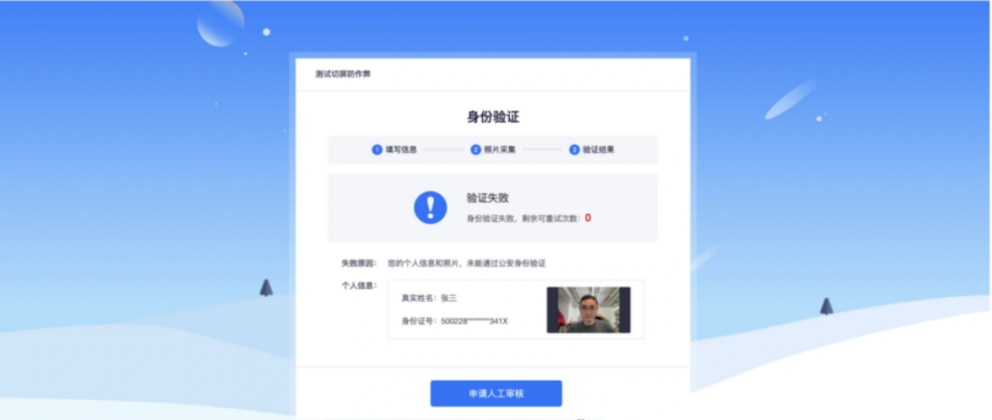 测试切屏防作弊
身份验证
1 填写信息 2 照片采集 3 验证结果
验证失败
身份验证失败，剩余可重试次数：0
失败原因： 您的个人信息和照片，未能通过公安身份验证
个人信息：
真实姓名：张三
身份证号：500228********341X
申请人工审核